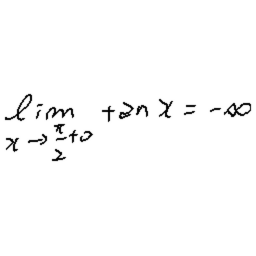 lim x→π/2+0 tan x = -∞